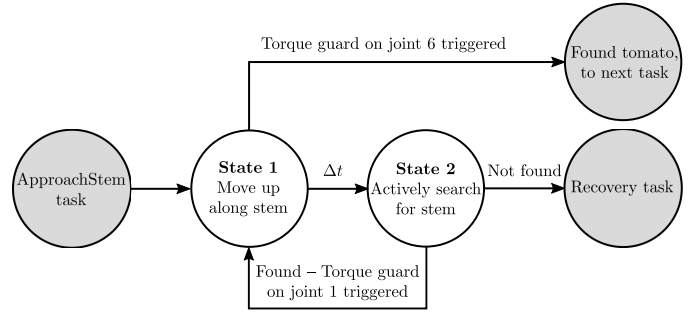 Torque guard on joint 6 triggered
Found tomato,
to next task
ApproachStem
task
State 1
Move up
along stem
Δt
State 2
Actively search
for stem
Not found
Recovery task
Found – Torque guard
on joint 1 triggered